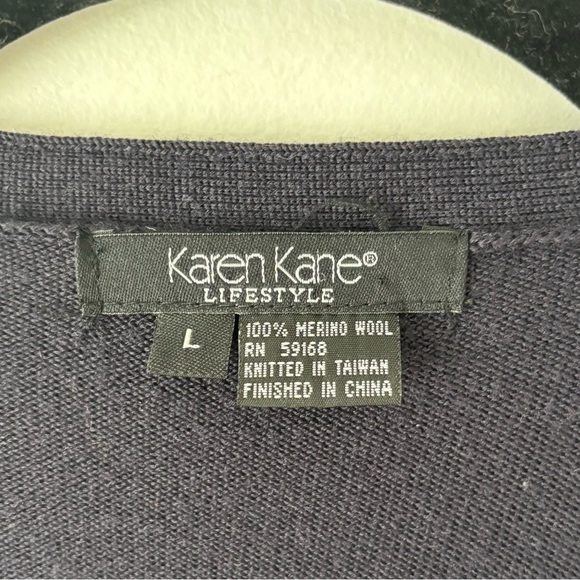 Karen Kane®
LIFESTYLE
L
100% MERINO WOOL
RN 59168
KNITTED IN TAIWAN
FINISHED IN CHINA